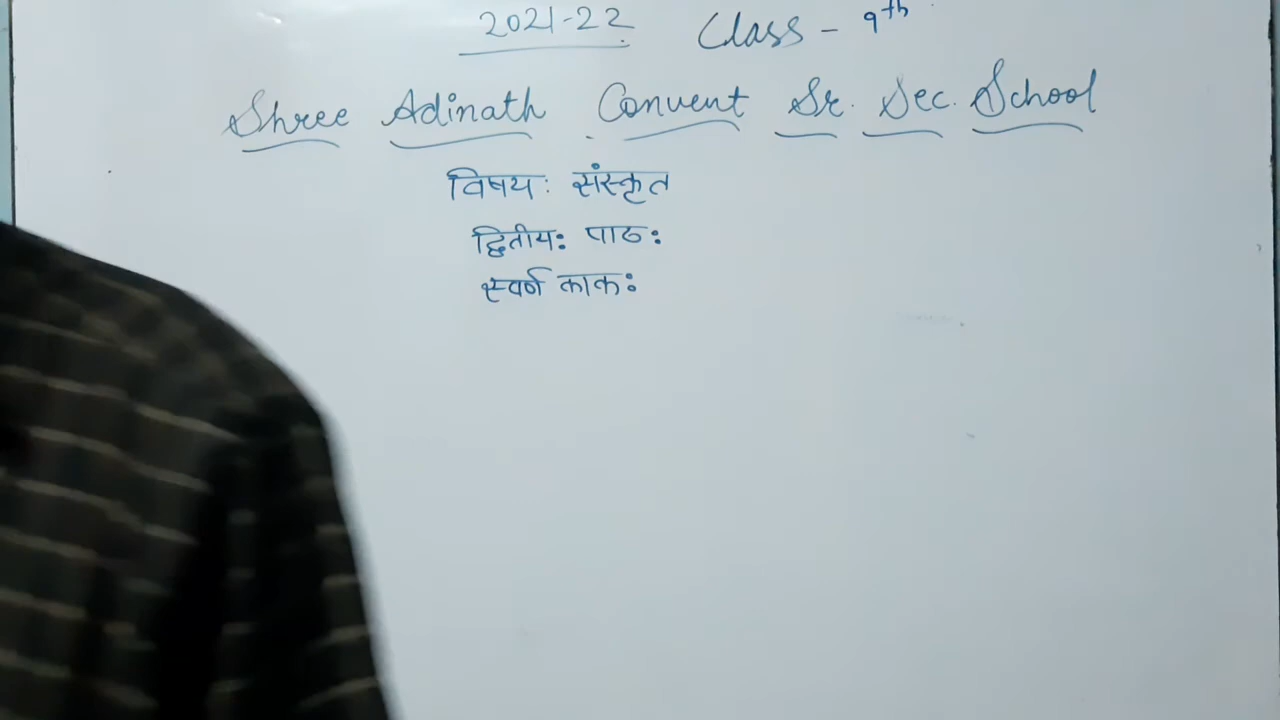 2021-22 Class - 9th
Shree Adinath Convent Sr. Sec. School
विषय: संस्कृत
द्वितीय: पाठ:
स्वर्ण काक: